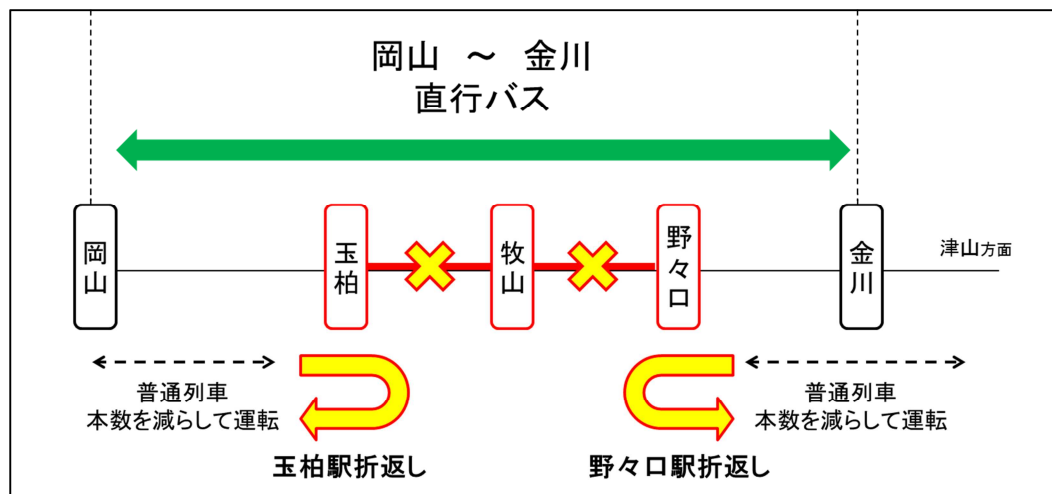 岡山 ～ 金川
直行バス
岡山
玉柏
牧山
野々口
金川
津山方面
普通列車
本数を減らして運転
玉柏駅折返し
野々口駅折返し
普通列車
本数を減らして運転